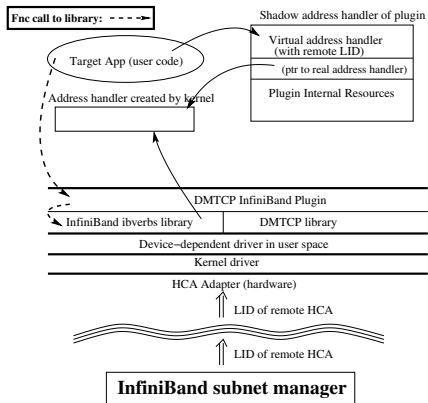 Fnc call to library:
Shadow address handler of plugin
Virtual address handler
(with remote LID)
(ptr to real address handler)
Plugin Internal Resources
Target App (user code)
Address handler created by kernel
DMTCP InfiniBand Plugin
InfiniBand ibverbs library
DMTCP library
Device−dependent driver in user space
Kernel driver
HCA Adapter (hardware)
LID of remote HCA
LID of remote HCA
InfiniBand subnet manager